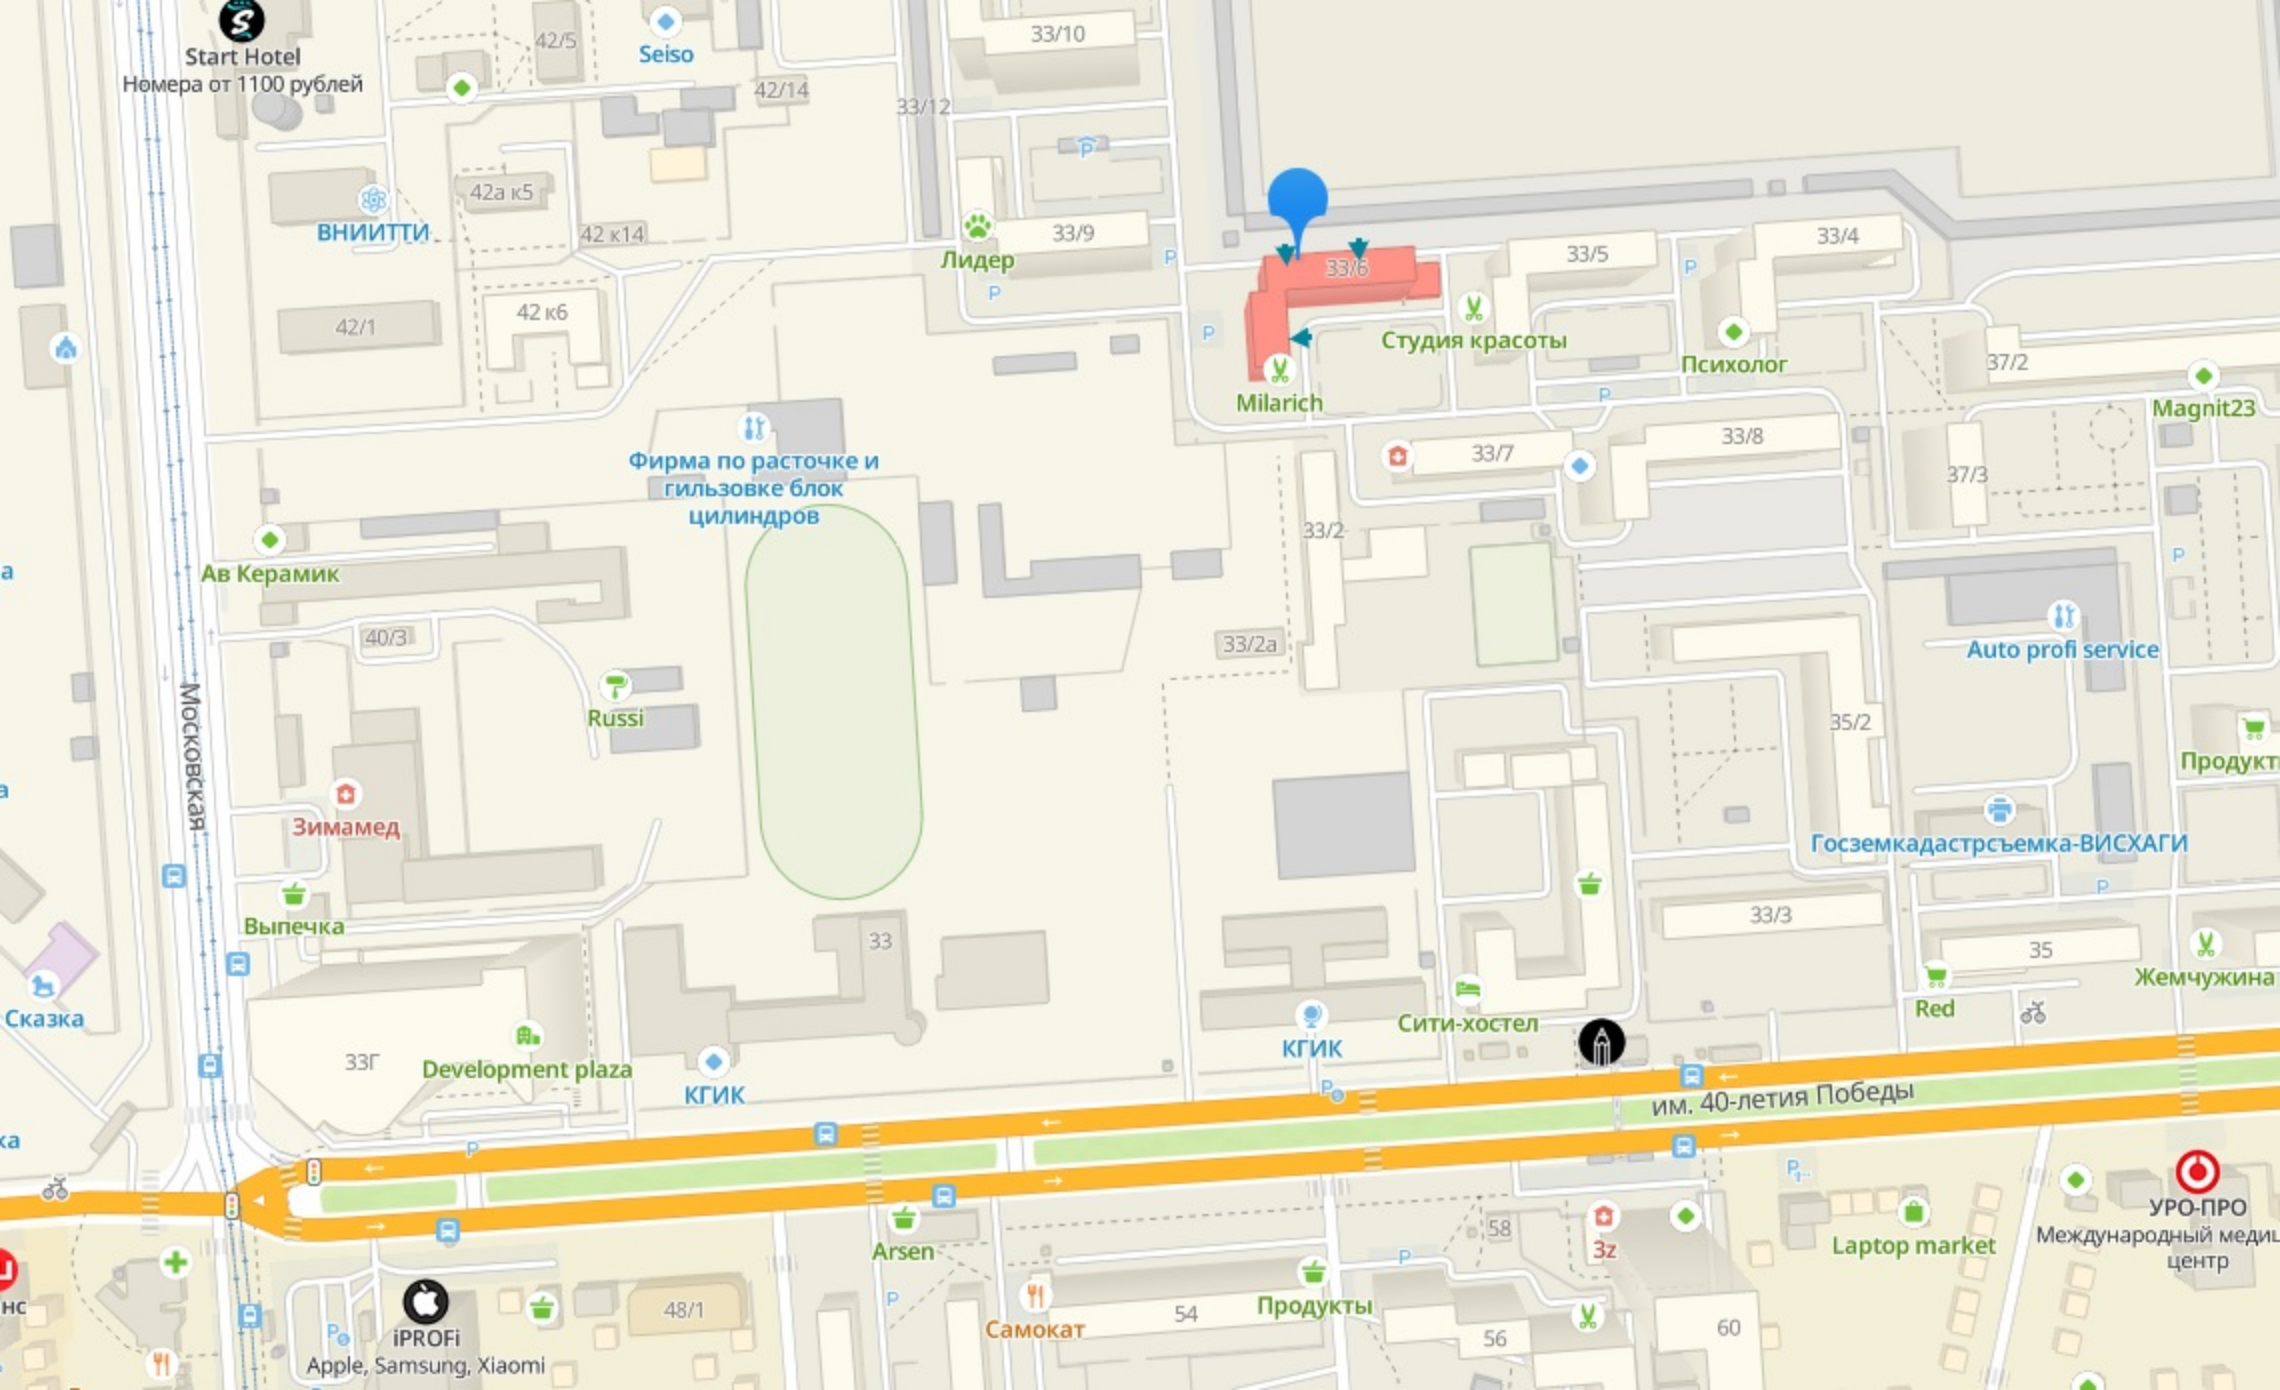 Start Hotel
Номера от 1100 рублей
42/5
Seiso
33/10
42/14
33/12
ВНИИТТИ
42а к5
42 к14
Лидер
33/9
P
P
P
P
33/6
Milarich
33/5
Студия красоты
P
33/4
Психолог
P
37/2
Magnit23
42/1
42 к6
Фирма по расточке и
гильзовке блок
цилиндров
33/7
33/8
37/3
33/2
P
Ав Керамик
40/3
33/2а
Auto profi service
Russi
35/2
Московская
Зимамед
Госземкадастрсъемка-ВИСХАГИ
P
Выпечка
33
33/3
35
Жемчужина
Сказка
Red
Сити-хостел
КГИК
33Г
Development plaza
КГИК
P
P
им. 40-летия Победы
P
УРО-ПРО
Международный медиц
центр
Arsen
58
3z
Laptop market
P
P
Самокат
54
Продукты
56
60
48/1
iPROFi
Apple, Samsung, Xiaomi
P
нс